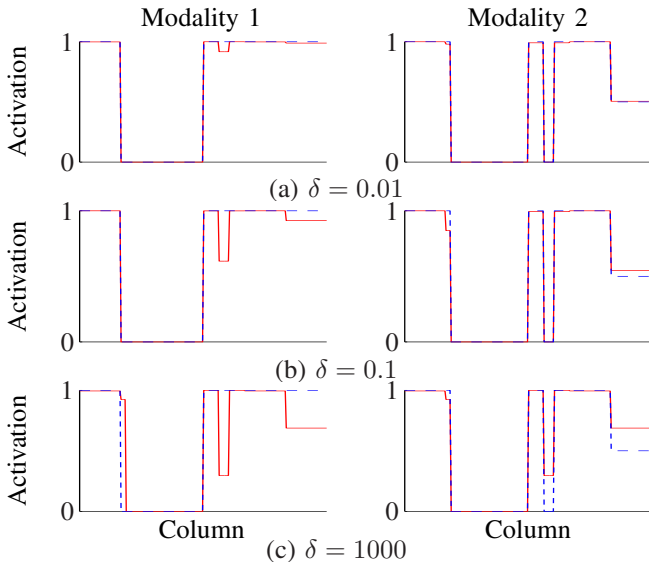 Modality 1 Modality 2
Activation 1 0 1 0
(a) δ = 0.01
Activation 1 0 1 0
(b) δ = 0.1
Activation 1 0 1 0
Column Column
(c) δ = 1000